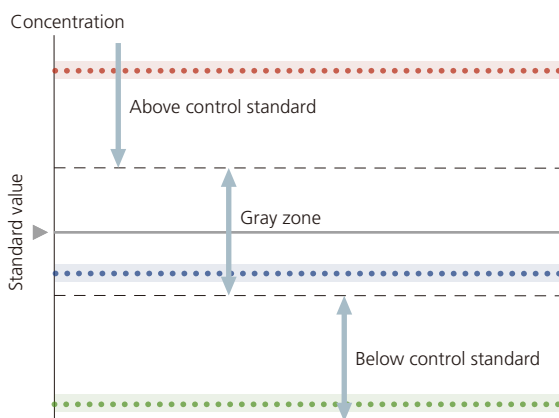 Concentration
Above control standard
Gray zone
Standard value
Below control standard